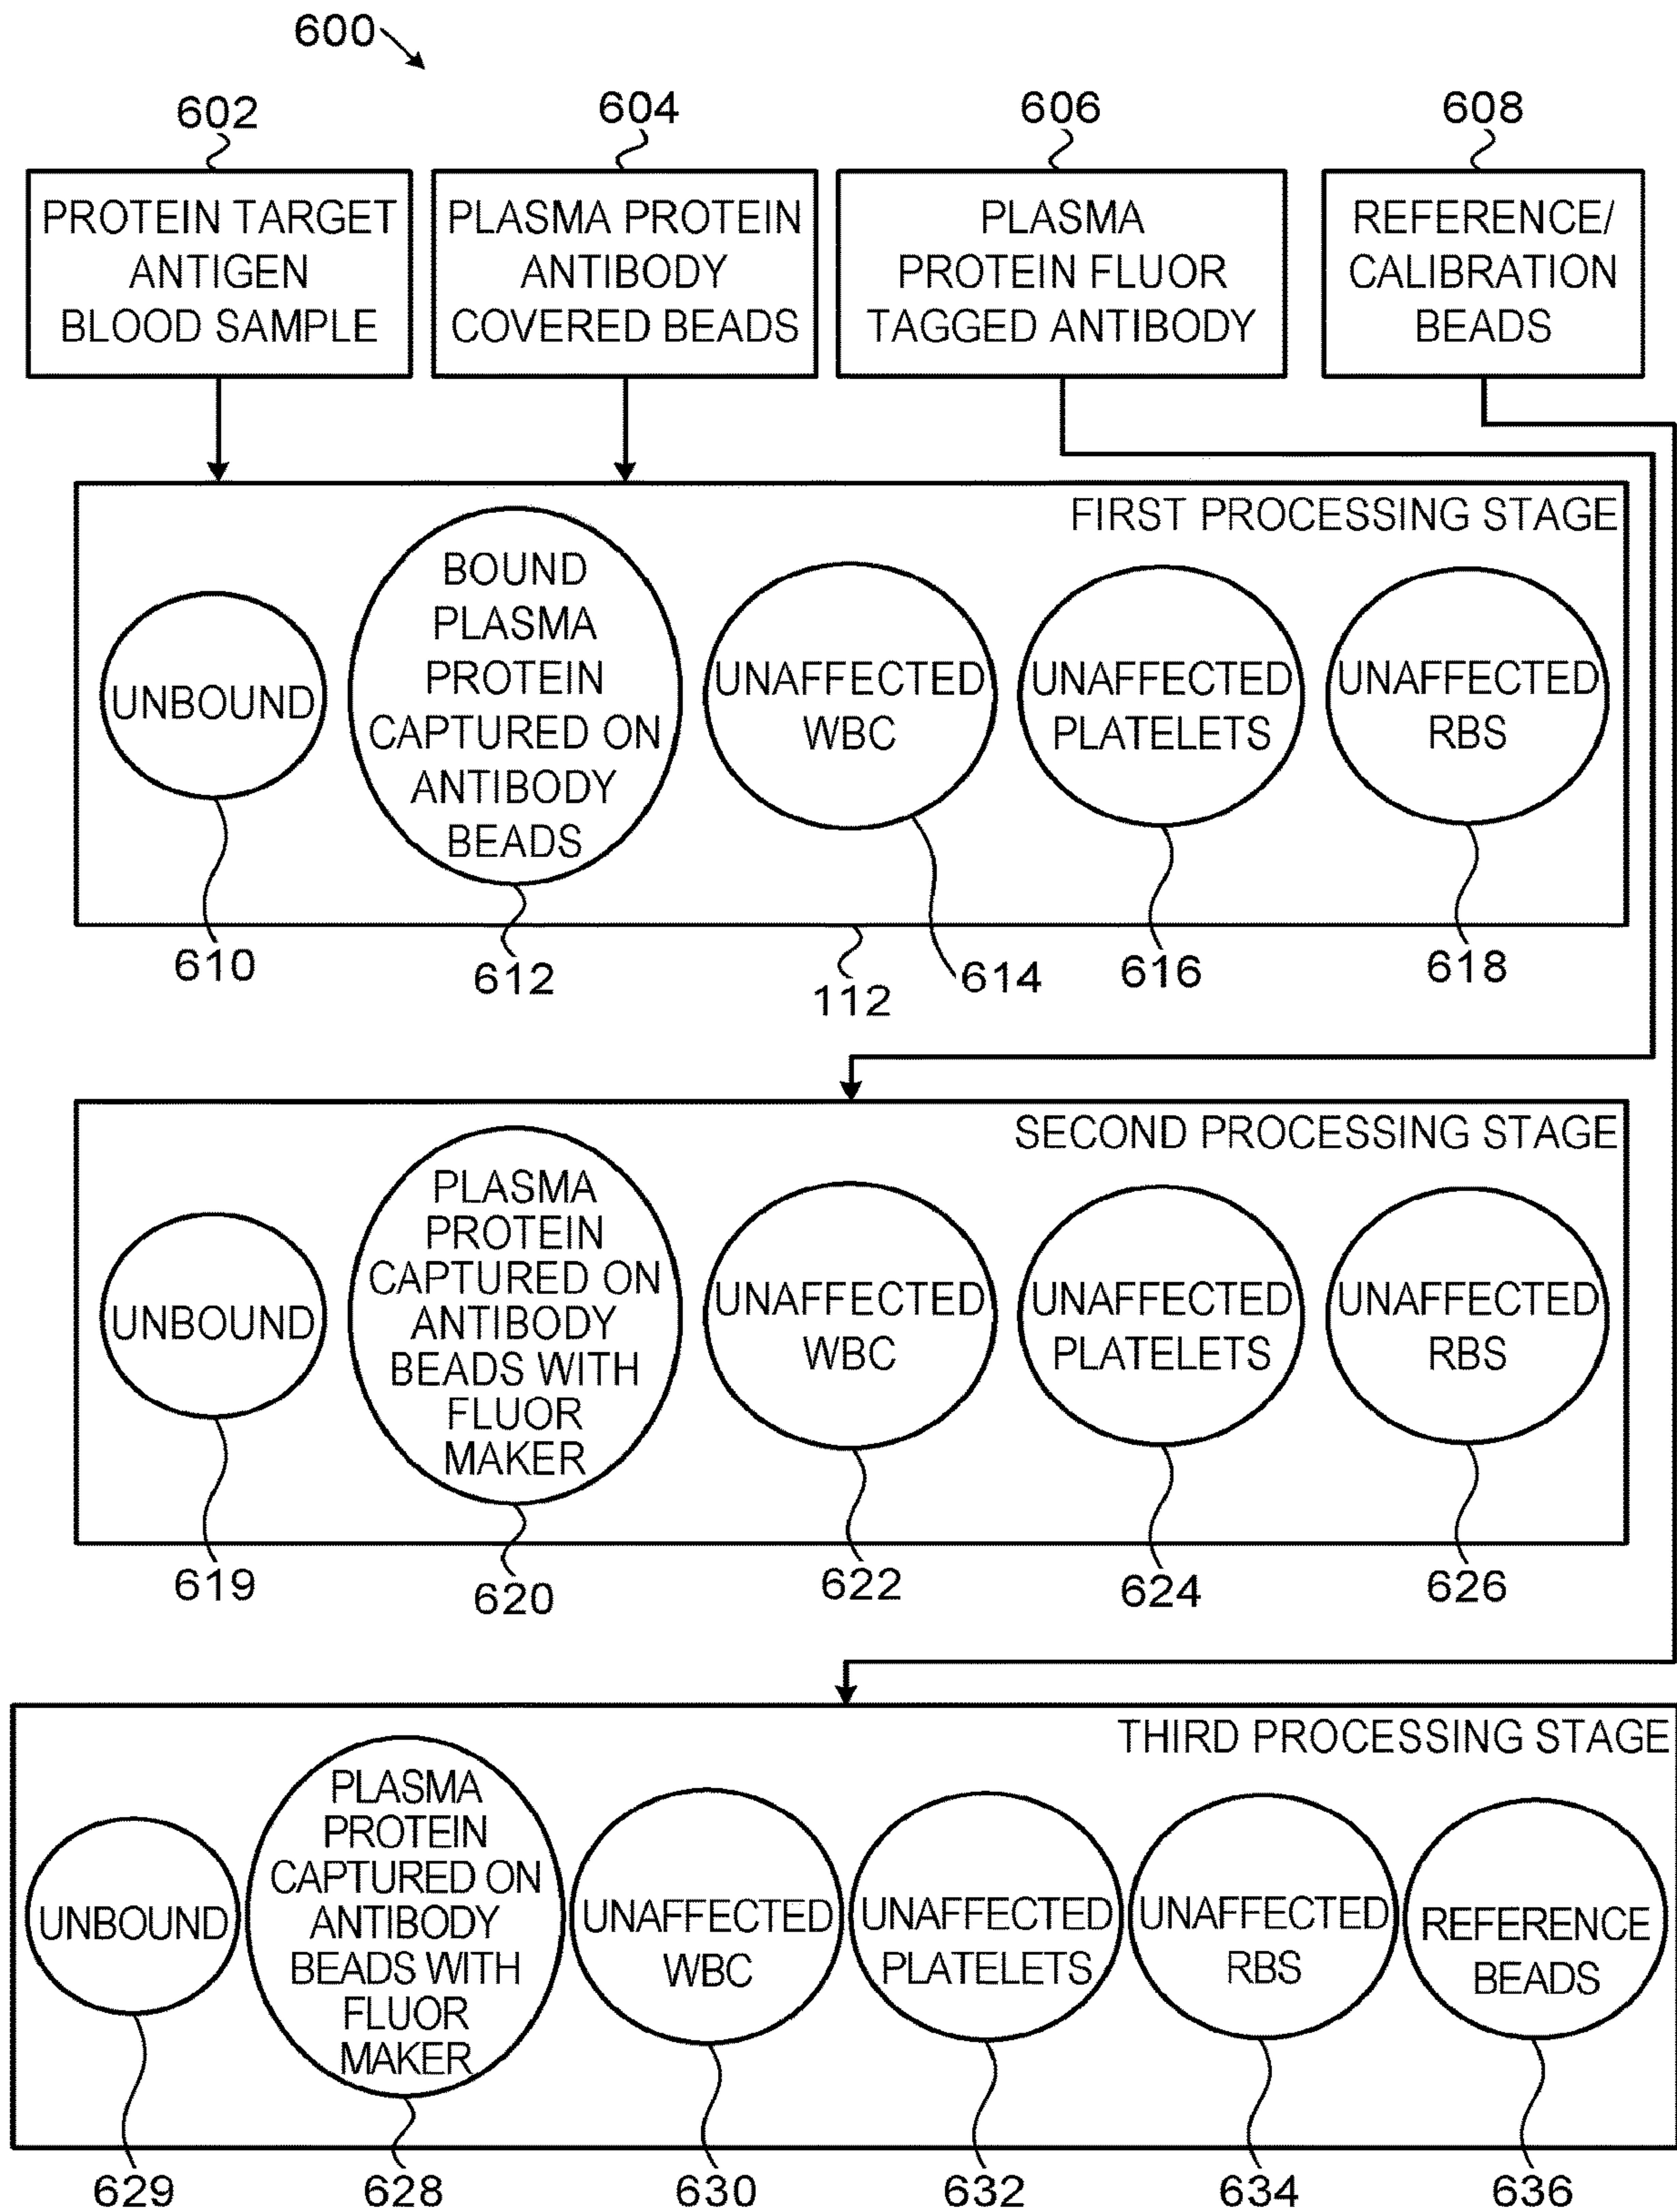 600
602
604
606
608
PROTEIN TARGET
ANTIGEN
BLOOD SAMPLE
PLASMA PROTEIN
ANTIBODY
COVERED BEADS
PLASMA
PROTEIN FLUOR
TAGGED ANTIBODY
REFERENCE/
CALIBRATION
BEADS
FIRST PROCESSING STAGE
UNBOUND
BOUND
PLASMA
PROTEIN
CAPTURED ON
ANTIBODY
BEADS
UNAFFECTED
WBC
UNAFFECTED
PLATELETS
UNAFFECTED
RBS
610
612
112
614
616
618
SECOND PROCESSING STAGE
UNBOUND
PLASMA
PROTEIN
CAPTURED ON
ANTIBODY
BEADS WITH
FLUOR
MAKER
UNAFFECTED
WBC
UNAFFECTED
PLATELETS
UNAFFECTED
RBS
619
620
622
624
626
THIRD PROCESSING STAGE
UNBOUND
PLASMA
PROTEIN
CAPTURED ON
ANTIBODY
BEADS WITH
FLUOR
MAKER
UNAFFECTED
WBC
UNAFFECTED
PLATELETS
UNAFFECTED
RBS
REFERENCE
BEADS
629
628
630
632
634
636